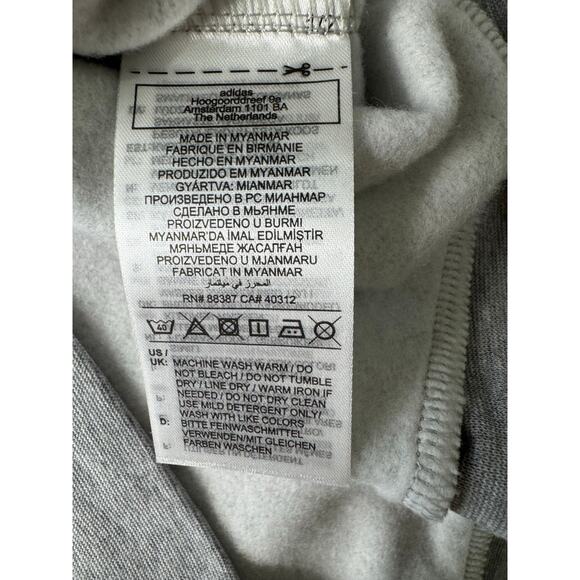 adidas
Hoogoorddreef 9a
Amsterdam 1101 BA
The Netherlands
MADE IN MYANMAR
FABRIQUE EN BIRMANIE
HECHO EN MYANMAR
PRODUZIDO EM MYANMAR
GYÁRTVA: MIANMAR
ПРОИЗВЕДЕНО В РС МИАНМАР
СДЕЛАНО В МЬЯНМЕ
PROIZVEDENO U BURMI
MYANMAR'DA İMAL EDİLMİŞTİR
МЯНЬМЕДЕ ЖАСАЛҒАН
PROIZVEDENO U MJANMARU
FABRICAT IN MYANMAR
RN# 88387 CA# 40312
40
US /
UK: MACHINE WASH WARM / DO
NOT BLEACH / DO NOT TUMBLE
DRY / LINE DRY / WARM IRON IF
NEEDED / DO NOT DRY CLEAN
USE MILD DETERGENT ONLY/
WASH WITH LIKE COLORS
D: BITTE FEINWASCHMITTEL
VERWENDEN/MIT GLEICHEN
FARBEN WASCHEN